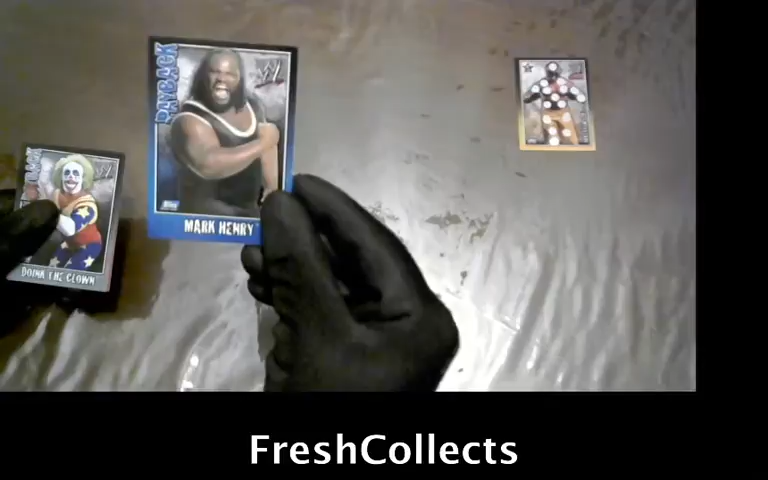 PAYBACK
W
MARK HENRY
DOINK THE CLOWN
FreshCollects